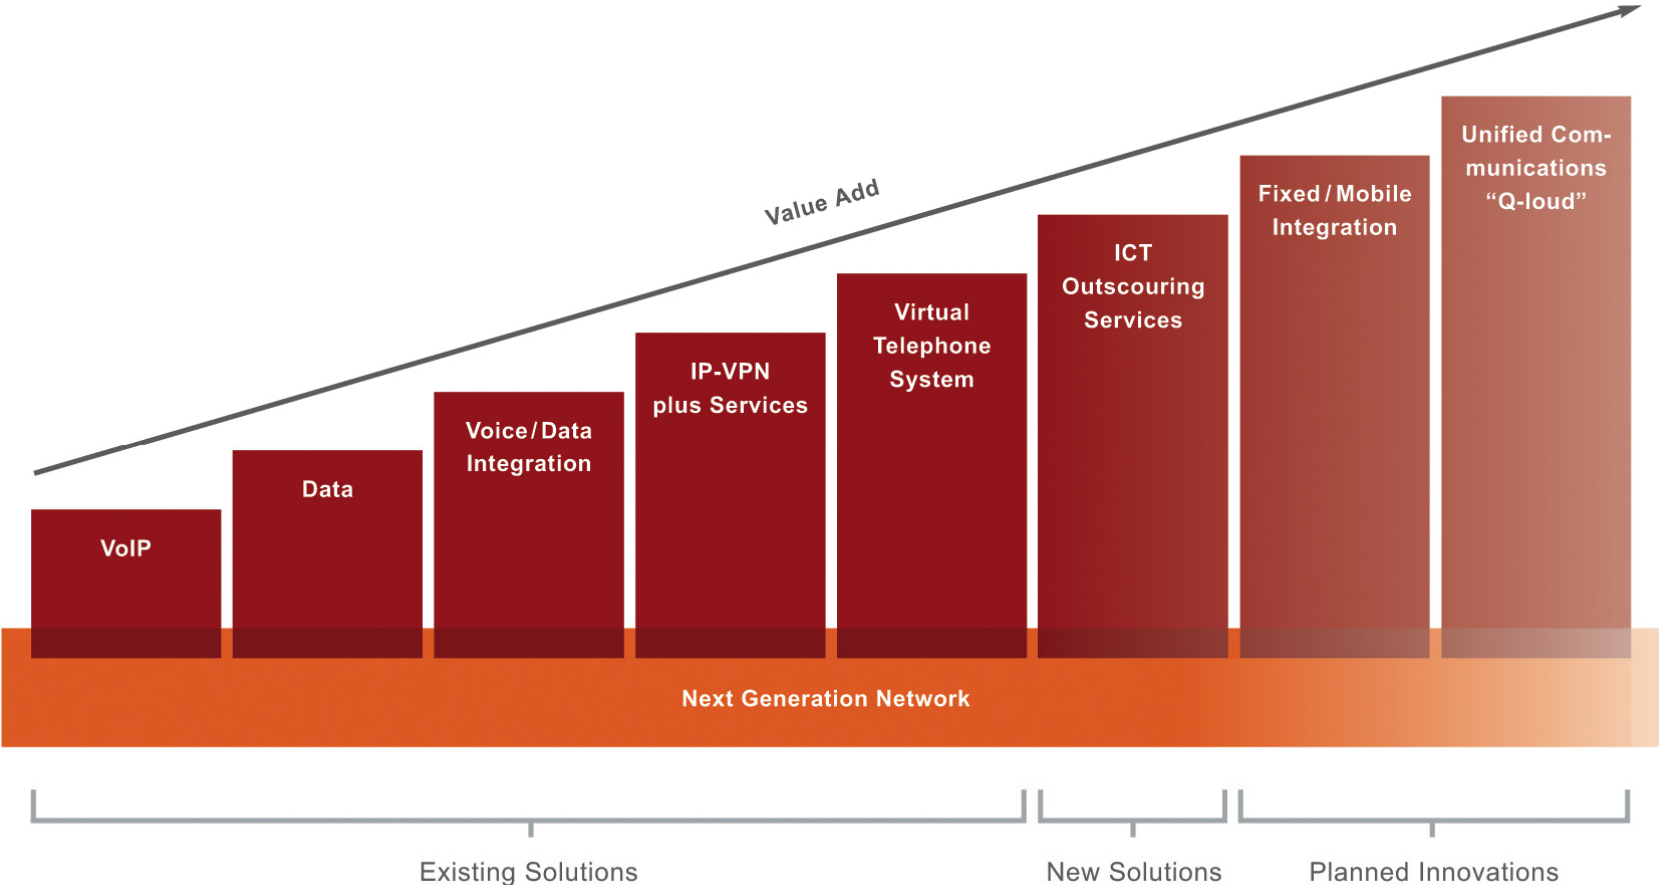 Value Add
VoIP
Data
Voice/Data
Integration
IP-VPN
plus Services
Virtual
Telephone
System
ICT
Outscouring
Services
Fixed/Mobile
Integration
Unified Com-
munications
“Q-loud”
Next Generation Network
Existing Solutions
New Solutions
Planned Innovations